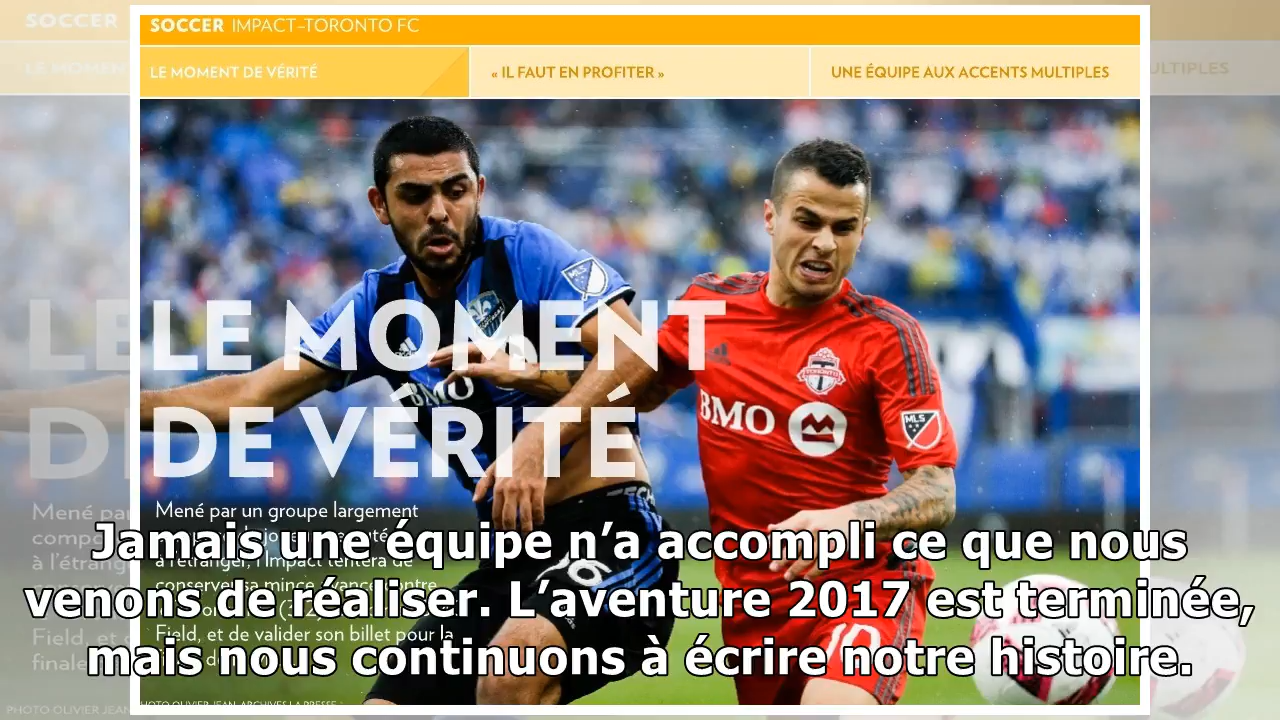 SOCCER IMPACT-TORONTO FC
LE MOMENT DE VÉRITÉ
« IL FAUT EN PROFITER »
UNE ÉQUIPE AUX ACCENTS MULTIPLES
LE MOMENT
DE VÉRITÉ
Mené par un groupe largement
à l'étranger, l'Impact tentera de
conserver sa mince avance contre
Field, et de valider son billet pour la
Jamais une équipe n'a accompli ce que nous
venons de réaliser. L'aventure 2017 est terminée,
mais nous continuons à écrire notre histoire.
BMO
BMO
TORONTO
MLS
MLS
10
PHOTO OLIVIER JEAN, ARCHIVES LA PRESSE